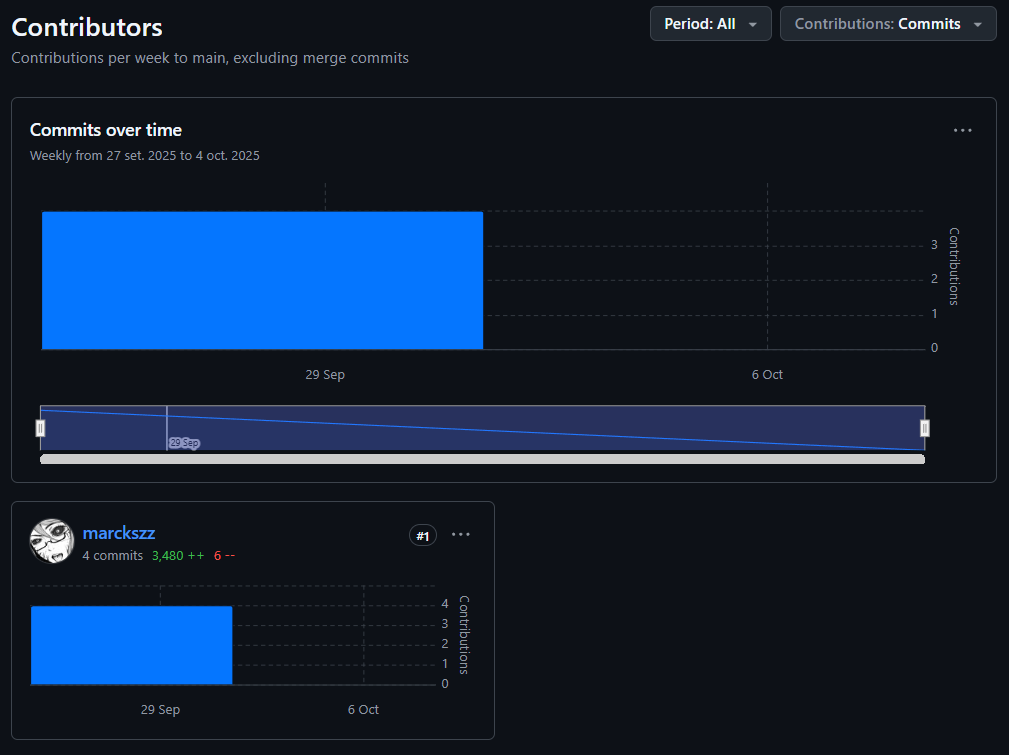 Contributors
Period: All
Contributions: Commits
Contributions per week to main, excluding merge commits
Commits over time
Weekly from 27 set. 2025 to 4 oct. 2025
3
2
1
0
Contributions
29 Sep
6 Oct
29 Sep
marckszz
#1
4 commits 3,480 ++ 6 --
4
3
2
1
0
Contributions
29 Sep
6 Oct